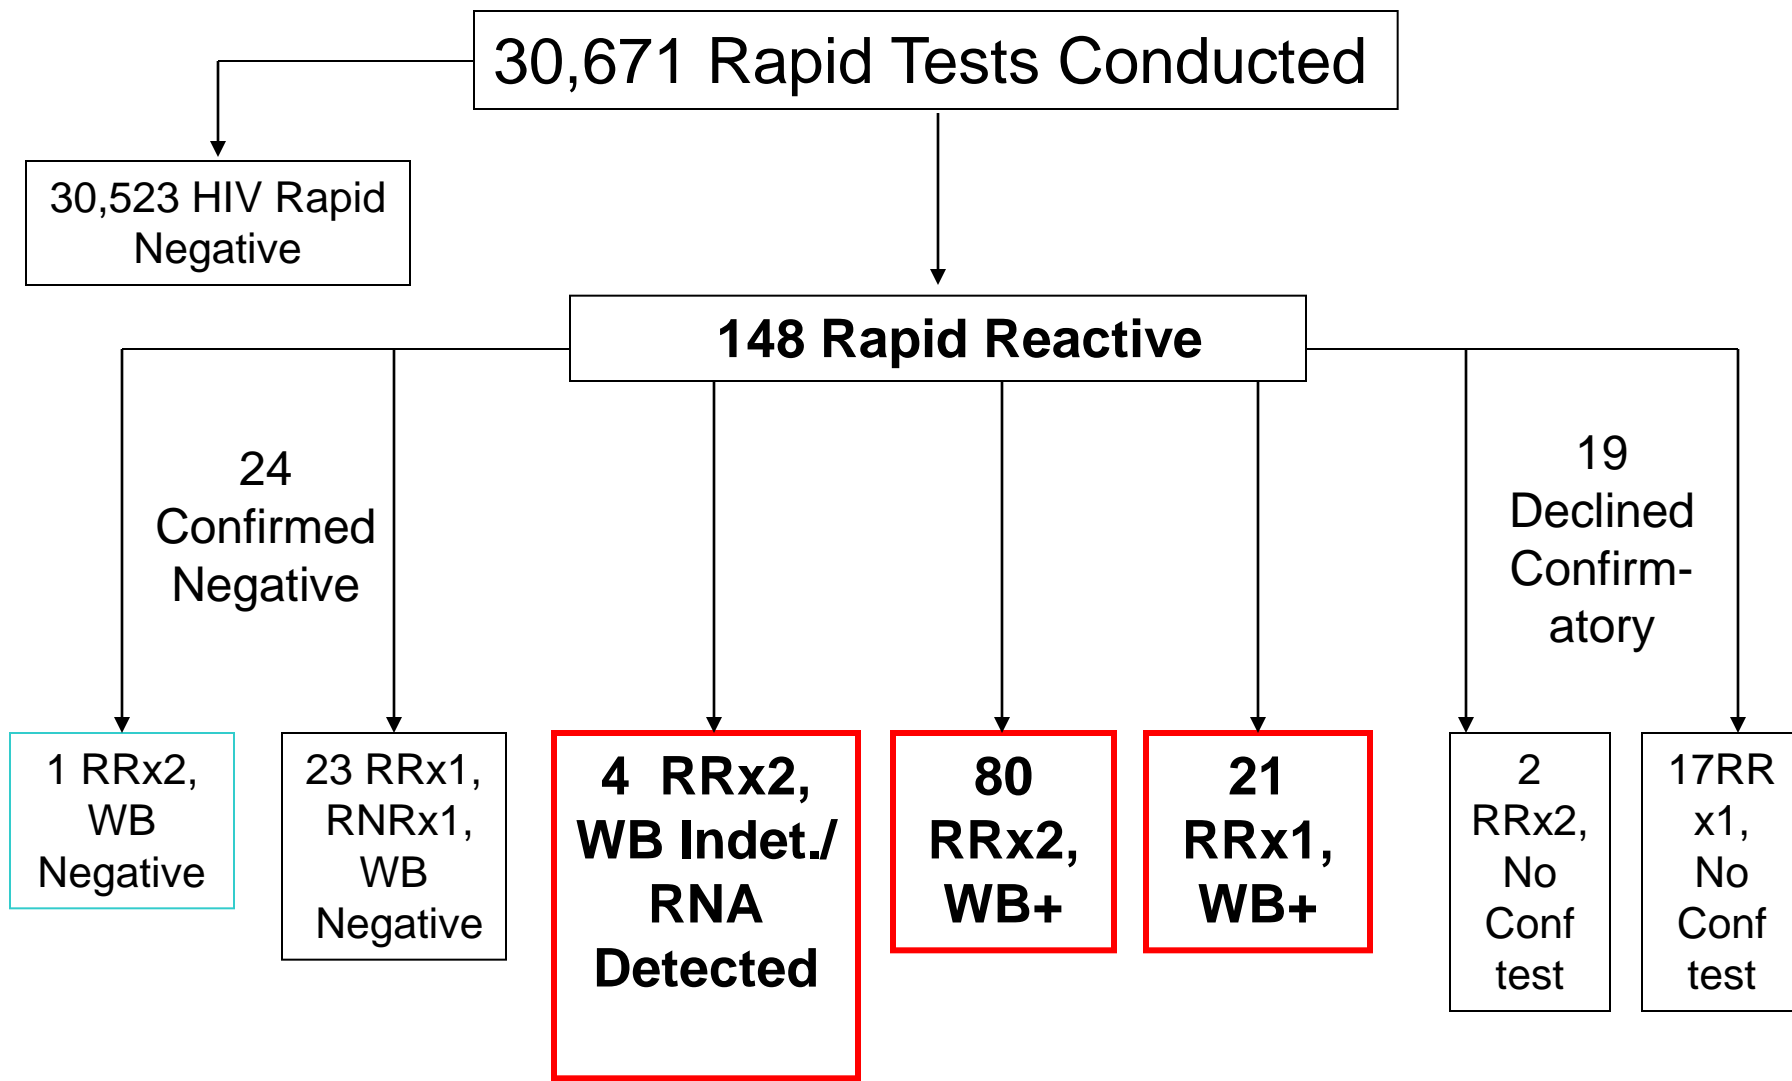 30,671 Rapid Tests Conducted
30,523 HIV Rapid
Negative
148 Rapid Reactive
24
Confirmed
Negative
19
Declined
Confirm-
atory
1 RRx2,
WB
Negative
23 RRx1,
RNRx1,
WB
Negative
4 RRx2,
WB Indet./
RNA
Detected
80
RRx2,
WB+
21
RRx1,
WB+
2
RRx2,
No
Conf
test
17RR
x1,
No
Conf
test